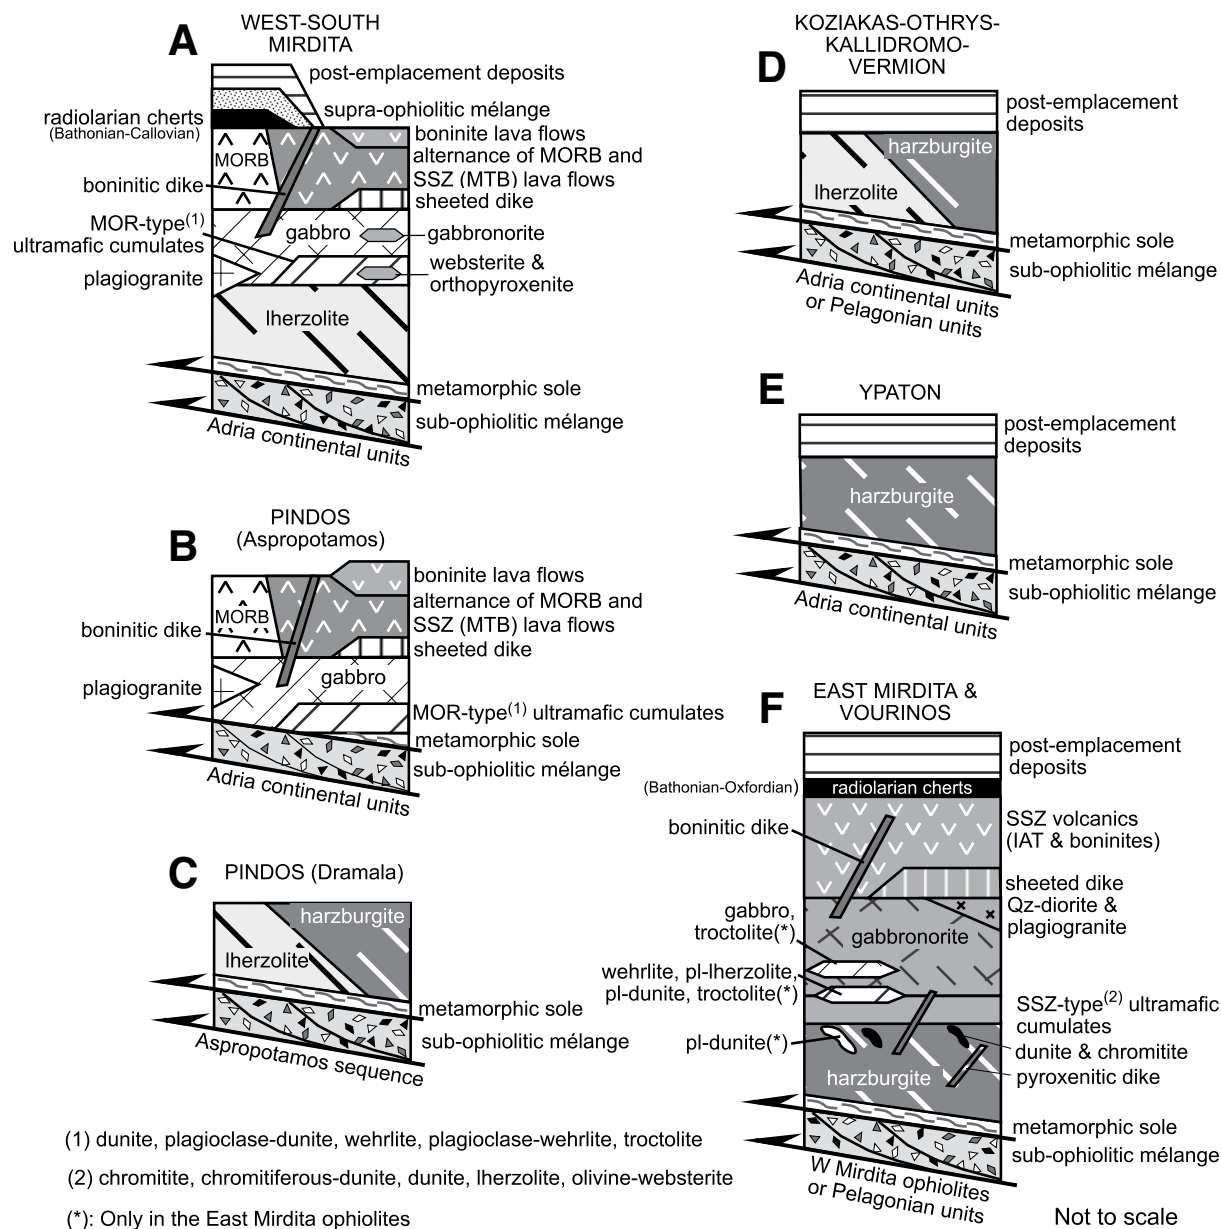 A
WEST-SOUTH
MIRDITA
post-emplacement deposits
supra-ophiolitic mélange
radiolarian cherts
(Bathonian-Callovian)
boninite lava flows
MORB
alternance of MORB and
SSZ (MTB) lava flows
boninitic dike
sheeted dike
MOR-type(1)
ultramafic cumulates
gabbro
gabbronorite
plagiogranite
websterite &
orthopyroxenite
lherzolite
metamorphic sole
sub-ophiolitic mélange
Adria continental units
B
PINDOS
(Aspropotamos)
boninite lava flows
MORB
alternance of MORB and
SSZ (MTB) lava flows
boninitic dike
sheeted dike
plagiogranite
gabbro
MOR-type(1) ultramafic cumulates
metamorphic sole
sub-ophiolitic mélange
Adria continental units
C
PINDOS (Dramala)
harzburgite
lherzolite
metamorphic sole
sub-ophiolitic mélange
Aspropotamos sequence
D
KOZIAKAS-OTHRYS-
KALLIDROMO-
VERMION
post-emplacement
deposits
harzburgite
lherzolite
metamorphic sole
sub-ophiolitic mélange
Adria continental units
or Pelagonian units
E
YPATON
post-emplacement
deposits
harzburgite
metamorphic sole
sub-ophiolitic mélange
Adria continental units
F
EAST MIRDITA &
VOURINOS
post-emplacement
deposits
(Bathonian-Oxfordian)
radiolarian cherts
boninitic dike
SSZ volcanics
(IAT & boninites)
sheeted dike
Qz-diorite &
plagiogranite
gabbro,
troctolite(*)
gabbronorite
wehrlite, pl-lherzolite,
pl-dunite, troctolite(*)
SSZ-type(2) ultramafic
cumulates
pl-dunite(*)
dunite & chromitite
harzburgite
pyroxenitic dike
metamorphic sole
sub-ophiolitic mélange
W Mirdita ophiolites
or Pelagonian units
(1) dunite, plagioclase-dunite, wehrlite, plagioclase-wehrlite, troctolite
(2) chromitite, chromitiferous-dunite, dunite, lherzolite, olivine-websterite
(*): Only in the East Mirdita ophiolites
Not to scale